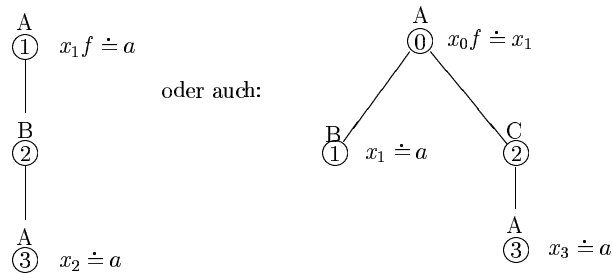 A
1 x₁f ≐ a
B
2
A
3 x₂ ≐ a
oder auch:
A
0 x₀f ≐ x₁
B
1 x₁ ≐ a
C
2
A
3 x₃ ≐ a